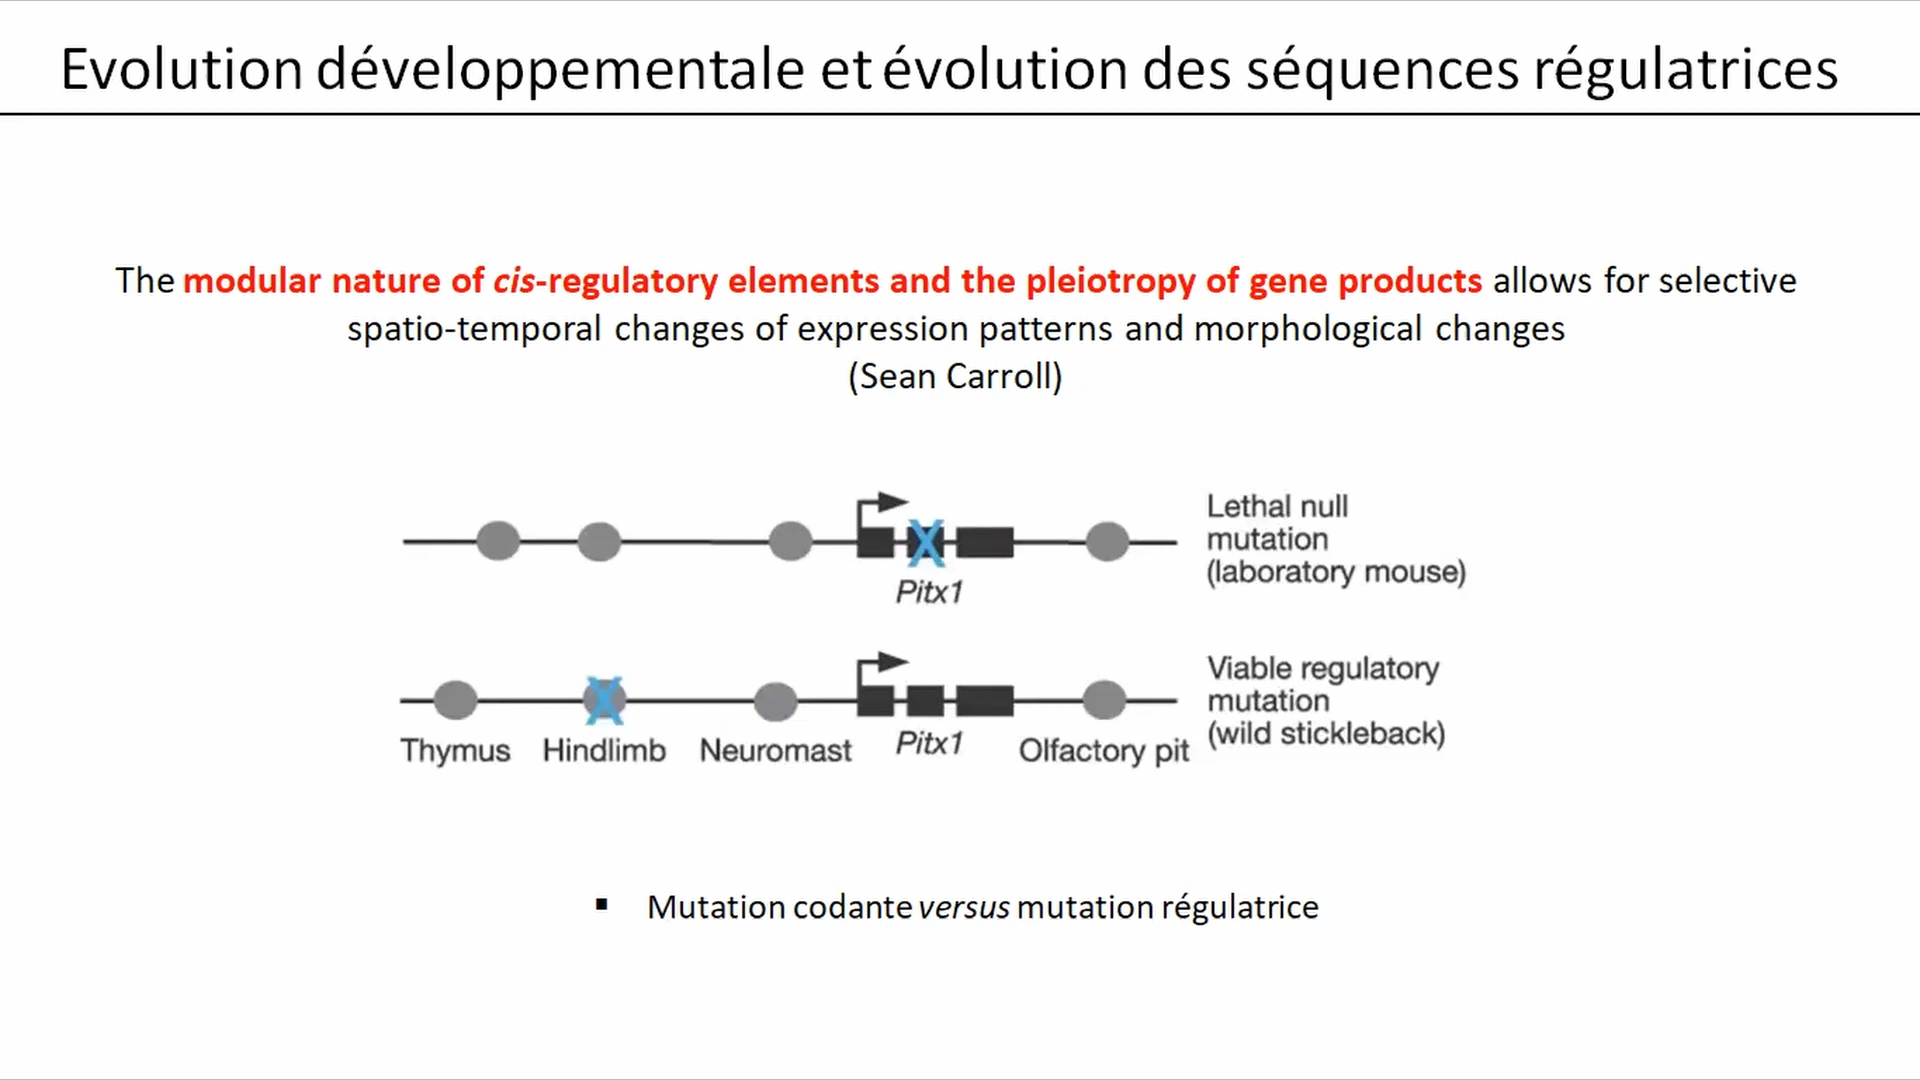 Evolution développementale et évolution des séquences régulatrices
The modular nature of cis-regulatory elements and the pleiotropy of gene products allows for selective
spatio-temporal changes of expression patterns and morphological changes
(Sean Carroll)
Lethal null
mutation
(laboratory mouse)
X
Pitx1
Viable regulatory
mutation
(wild stickleback)
X
Thymus Hindlimb Neuromast Pitx1 Olfactory pit
▪ Mutation codante versus mutation régulatrice